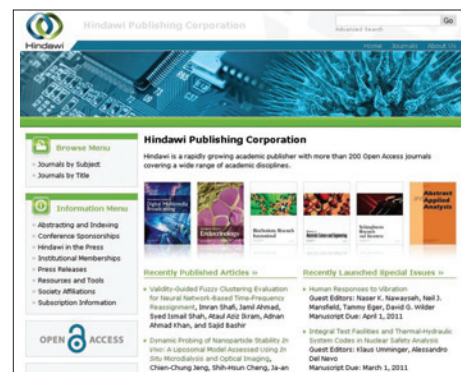 Hindawi Publishing Corporation
Go
Advanced Search
Hindawi
Home Journals About Us
Browse Menu
Journals by Subject
Journals by Title
Information Menu
Abstracting and Indexing
Conference Sponsorships
Hindawi in the Press
Institutional Memberships
Press Releases
Resources and Tools
Society Affiliations
Subscription Information
OPEN ACCESS
Hindawi Publishing Corporation
Hindawi is a rapidly growing academic publisher with more than 200 Open Access journals
covering a wide range of academic disciplines.
Digital Multimedia
Broadcasting
Endocrinology
Abstract
Applied
Analysis
Recently Published Articles »
Validity-Guided Fuzzy Clustering Evaluation
for Neural Network-Based Time-Frequency
Reassignment, Imran Shafi, Jamil Ahmad,
Syed Ismail Shah, Ataul Aziz Ikram, Adnan
Ahmad Khan, and Sajid Bashir
Dynamic Probing of Nanoparticle Stability In
Vivo: A Liposomal Model Assessed Using In
Situ MicroDialysis and Optical Imaging,
Chien-Chung Jeng, Shih-Hsun Cheng, Ja-an
Recently Launched Special Issues »
Human Responses to Vibration
Guest Editors: Naser K. Nawayseh, Neil J.
Mansfield, Tammy Eger, David G. Wilder
Manuscript Due: April 1, 2011
Integral Test Facilities and Thermal-Hydraulic
System Codes in Nuclear Safety Analysis
Guest Editors: Klaus Umminger, Alessandro
Del Nevo
Manuscript Due: March 1, 2011